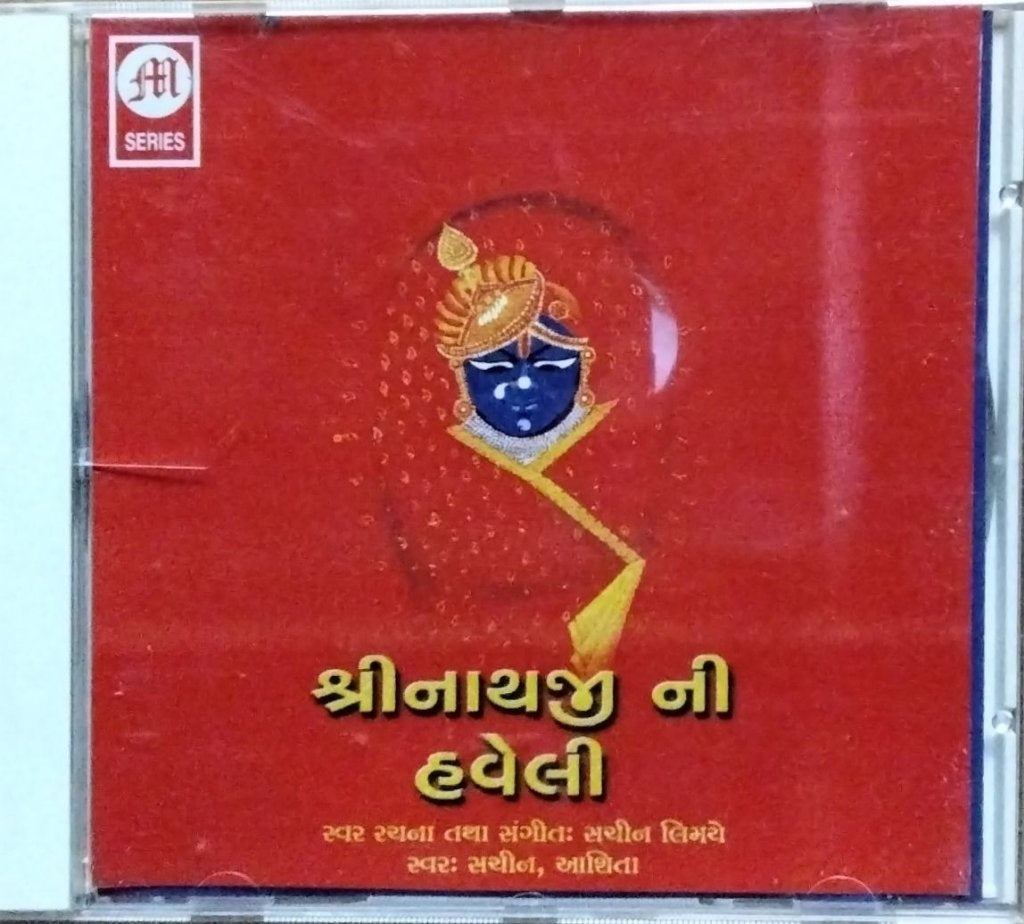 M
SERIES
શ્રીનાથજી ની
હવેલી
સ્વર રચના તથા સંગીતઃ સચીન લિમયે
સ્વરઃ સચીન, આશિતા